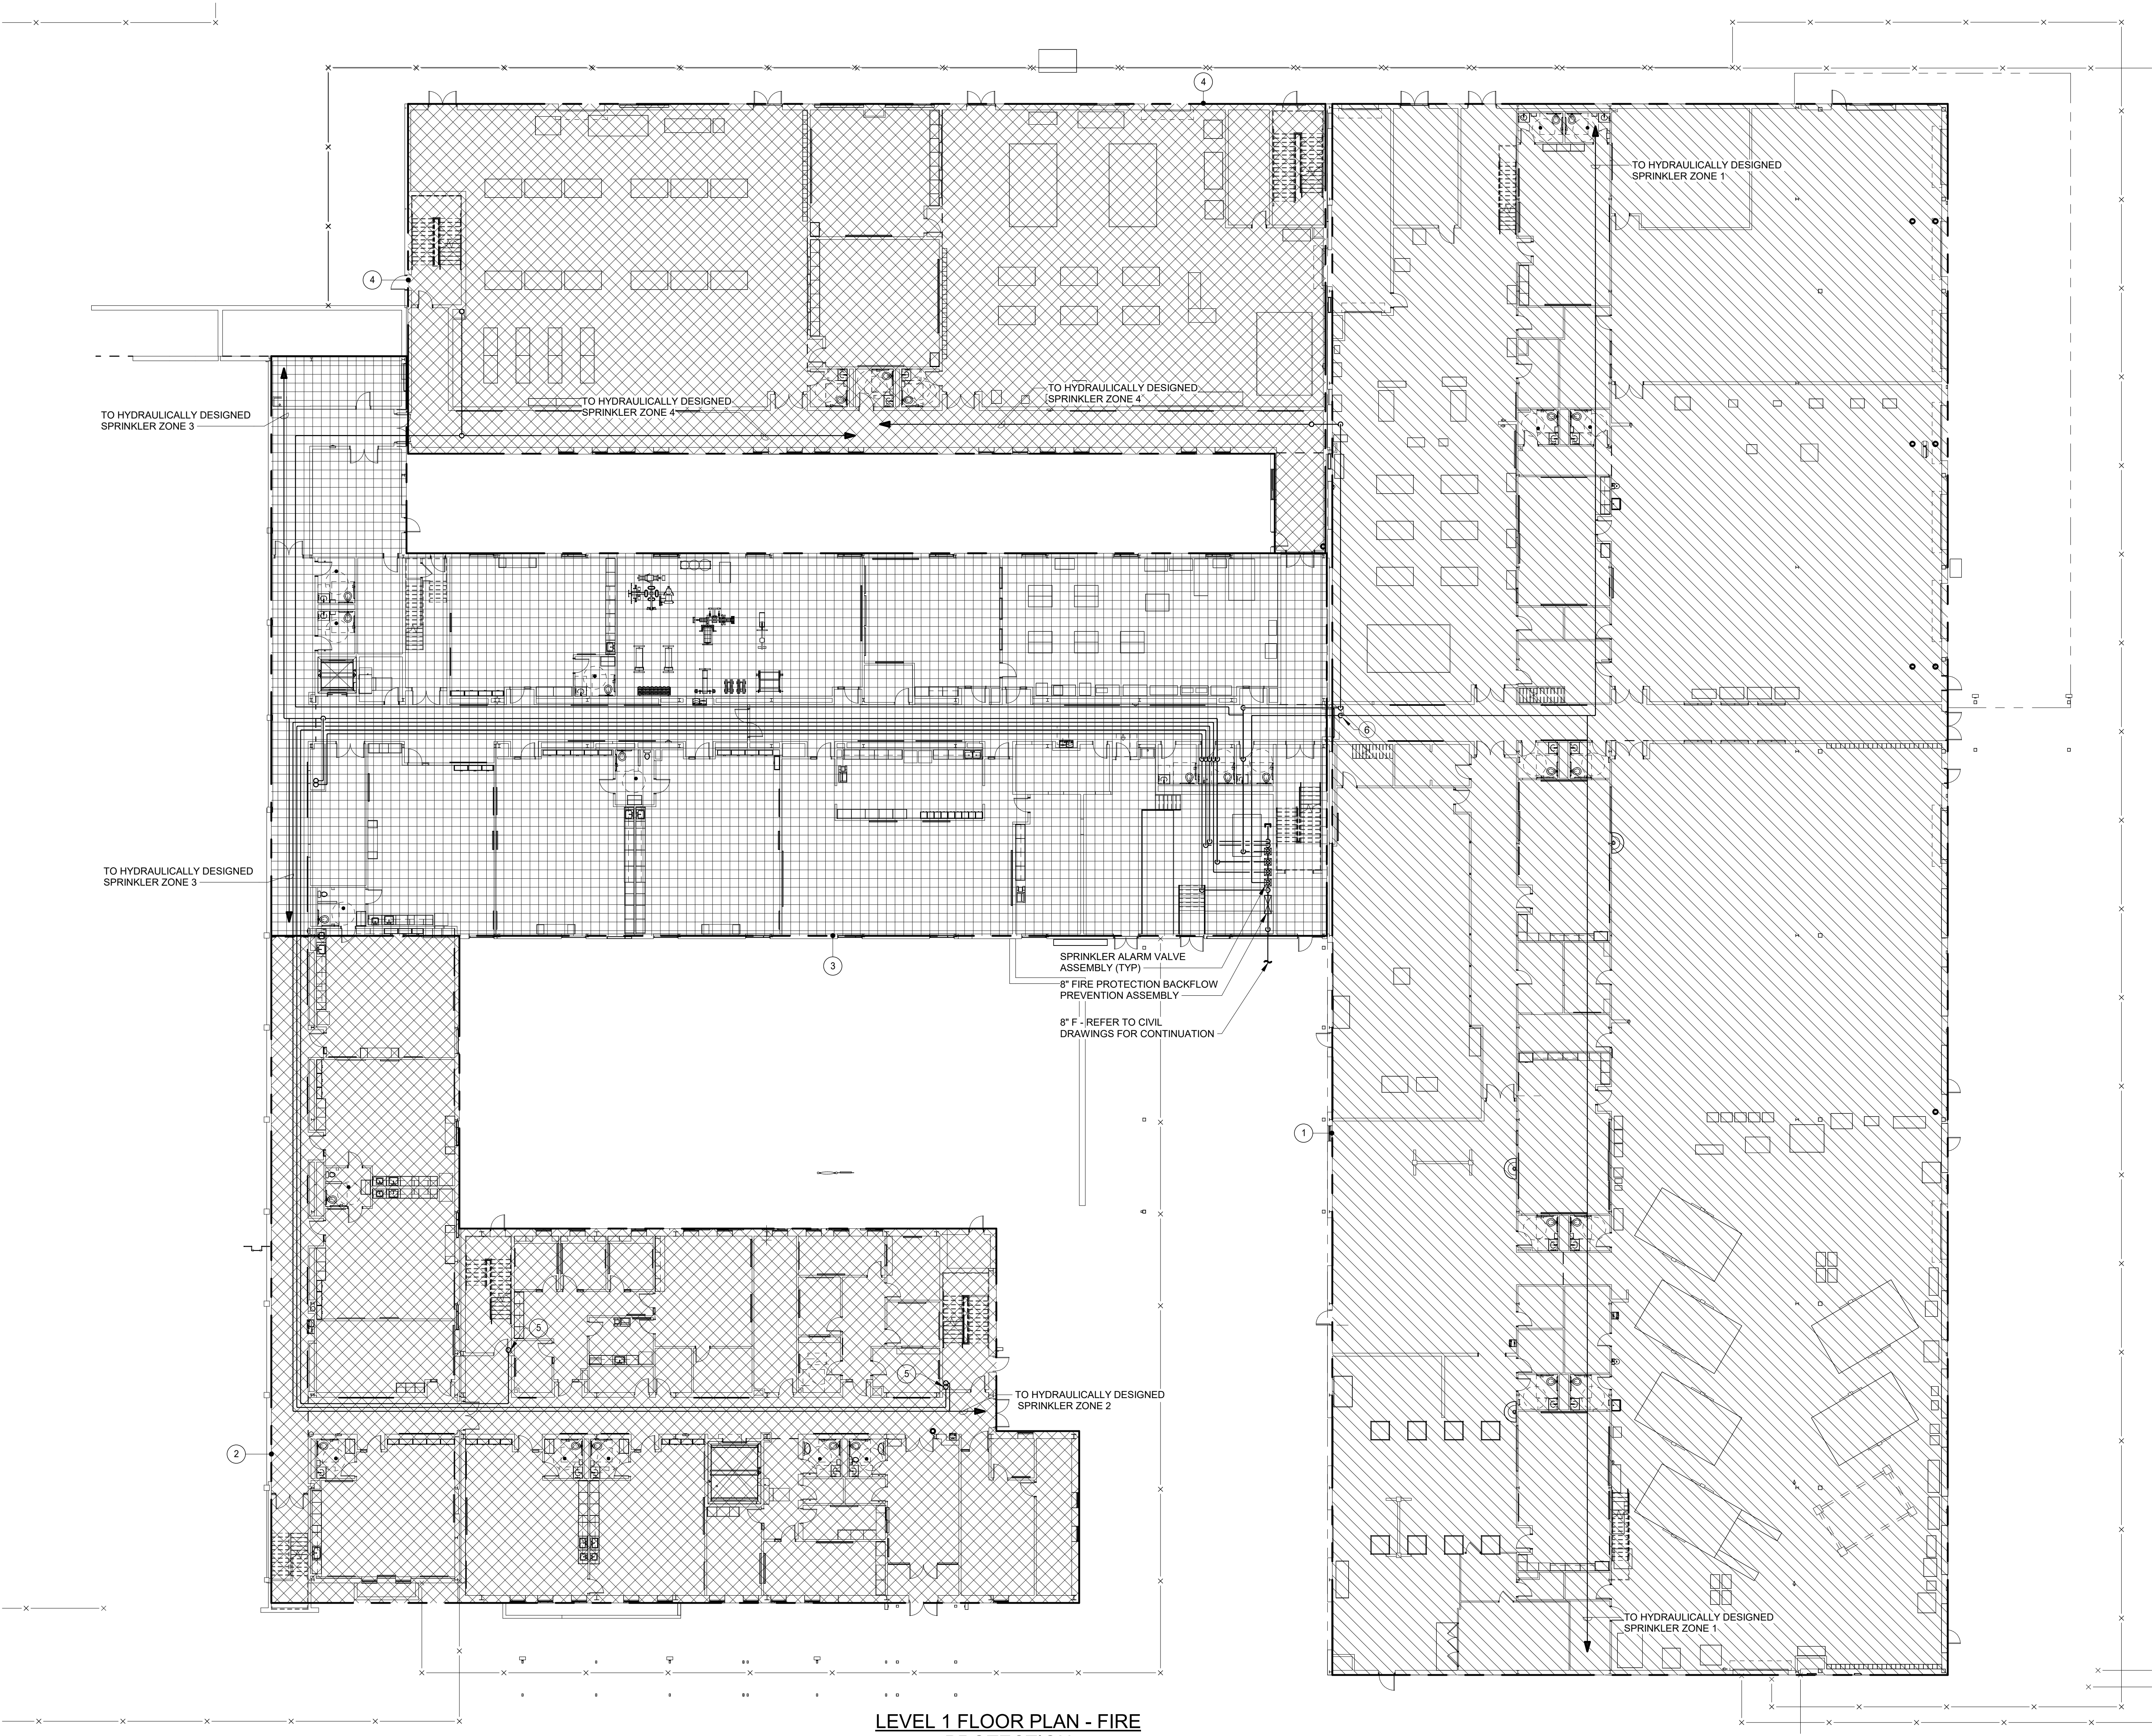 4
TO HYDRAULICALLY DESIGNED
SPRINKLER ZONE 1
4
TO HYDRAULICALLY DESIGNED
SPRINKLER ZONE 4
TO HYDRAULICALLY DESIGNED
SPRINKLER ZONE 4
TO HYDRAULICALLY DESIGNED
SPRINKLER ZONE 3
6
TO HYDRAULICALLY DESIGNED
SPRINKLER ZONE 3
3
SPRINKLER ALARM VALVE
ASSEMBLY (TYP)
8" FIRE PROTECTION BACKFLOW
PREVENTION ASSEMBLY
8" F - REFER TO CIVIL
DRAWINGS FOR CONTINUATION
1
5
5
TO HYDRAULICALLY DESIGNED
SPRINKLER ZONE 2
2
TO HYDRAULICALLY DESIGNED
SPRINKLER ZONE 1
LEVEL 1 FLOOR PLAN - FIRE